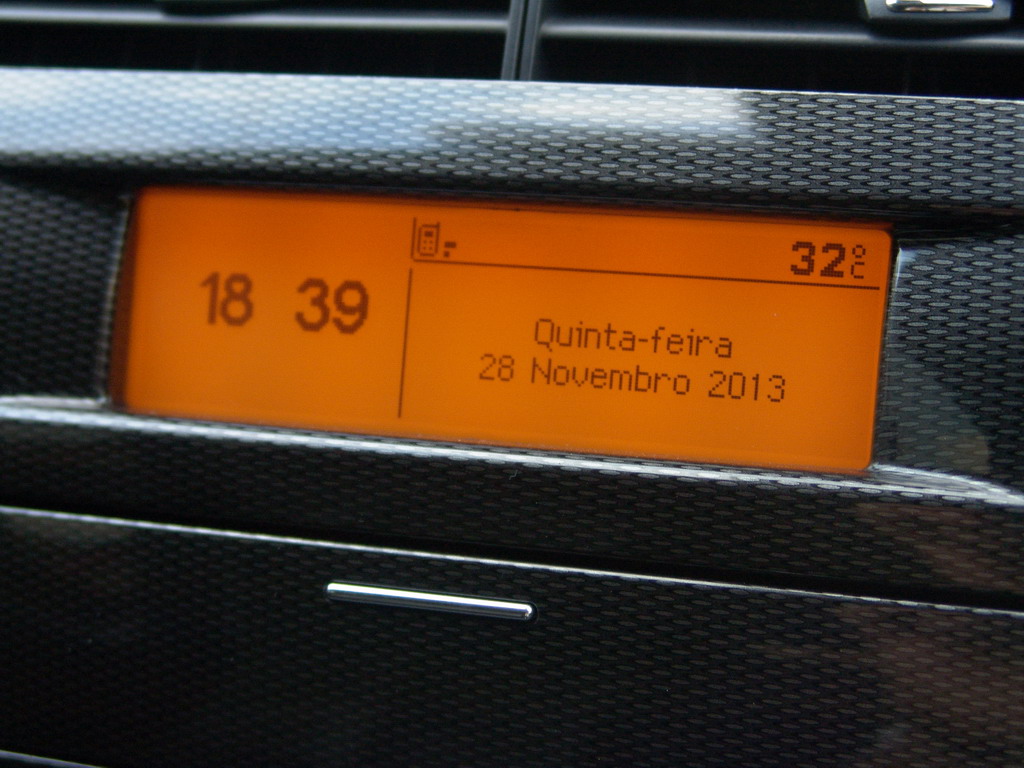 18 39
32°C
Quinta-feira
28 Novembro 2013